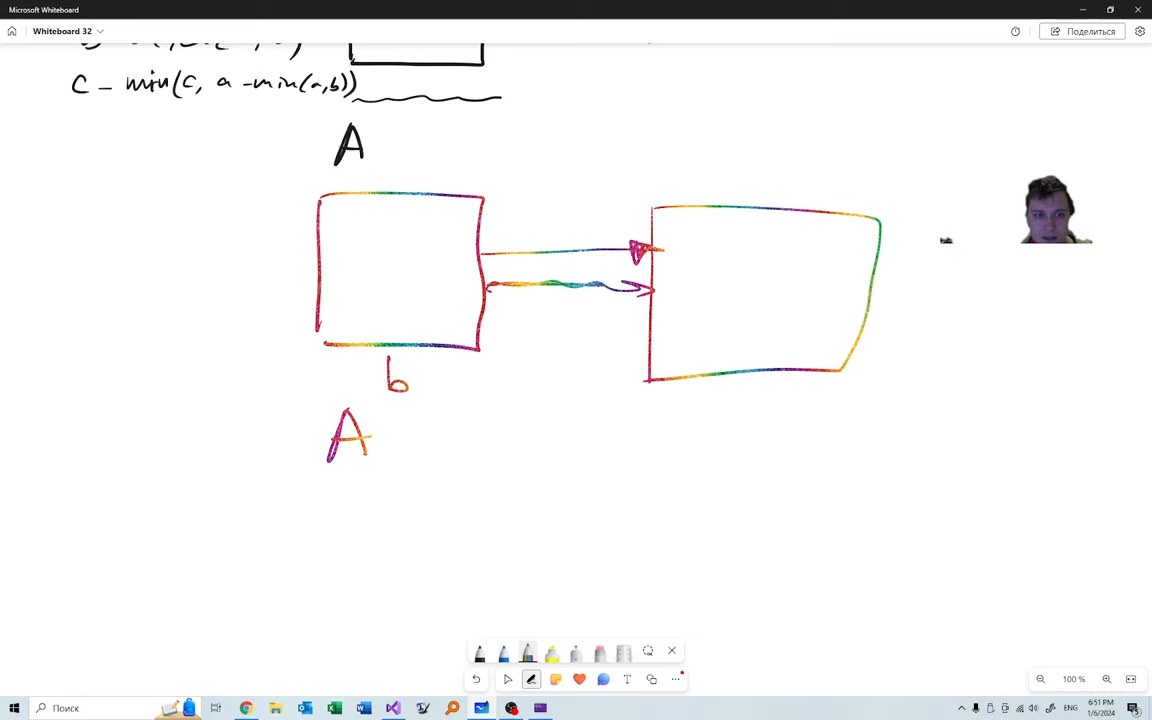 Microsoft Whiteboard
Whiteboard 32
Поделиться
c - min(c, a - min(a,b))
A
b
A
100 %
Поиск
ENG
6:51 PM
1/6/2024